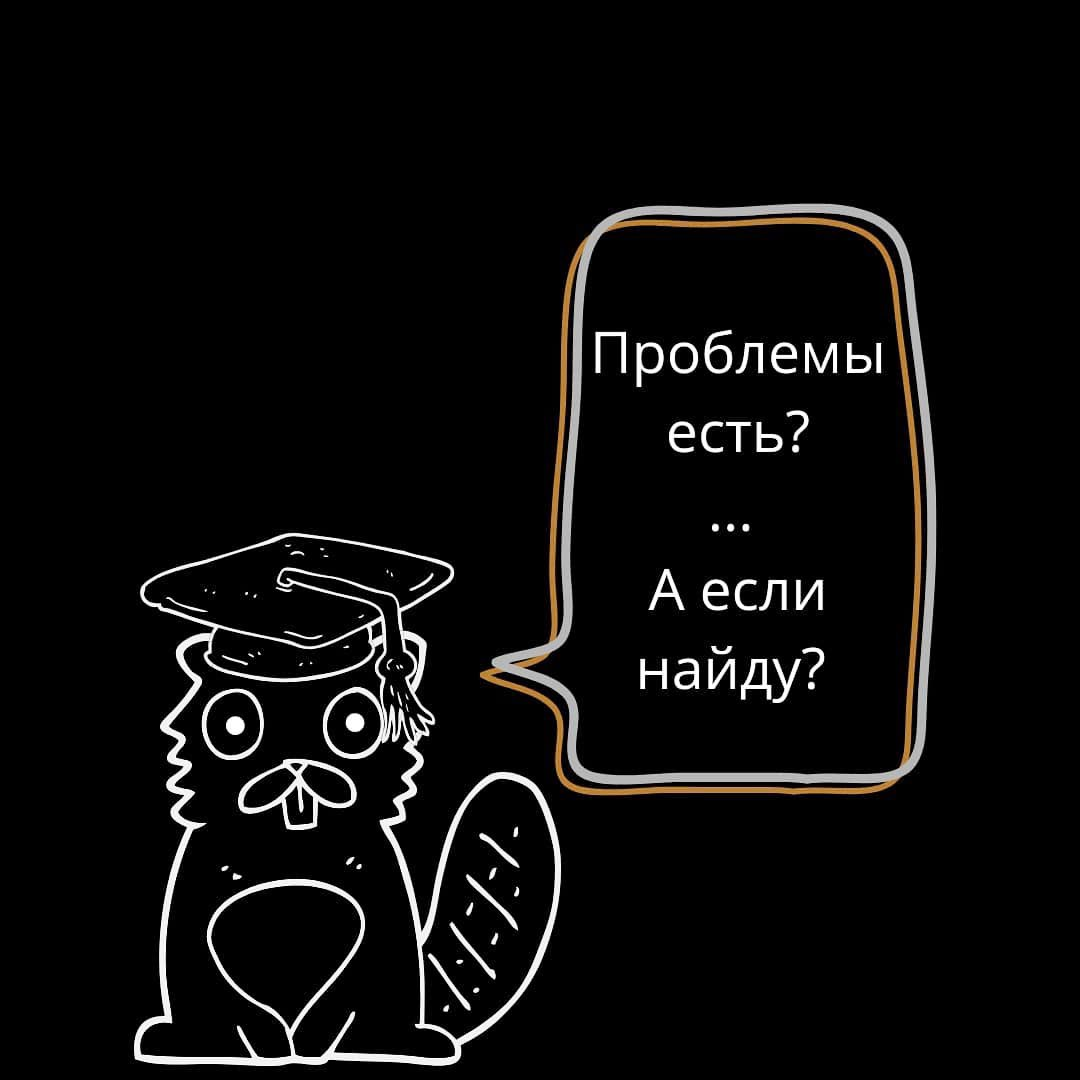 Проблемы
есть?
...
А если
найду?